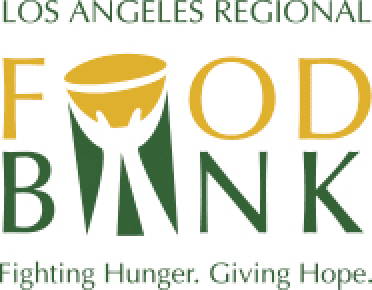 LOS ANGELES REGIONAL
FOOD
BANK
Fighting Hunger. Giving Hope.